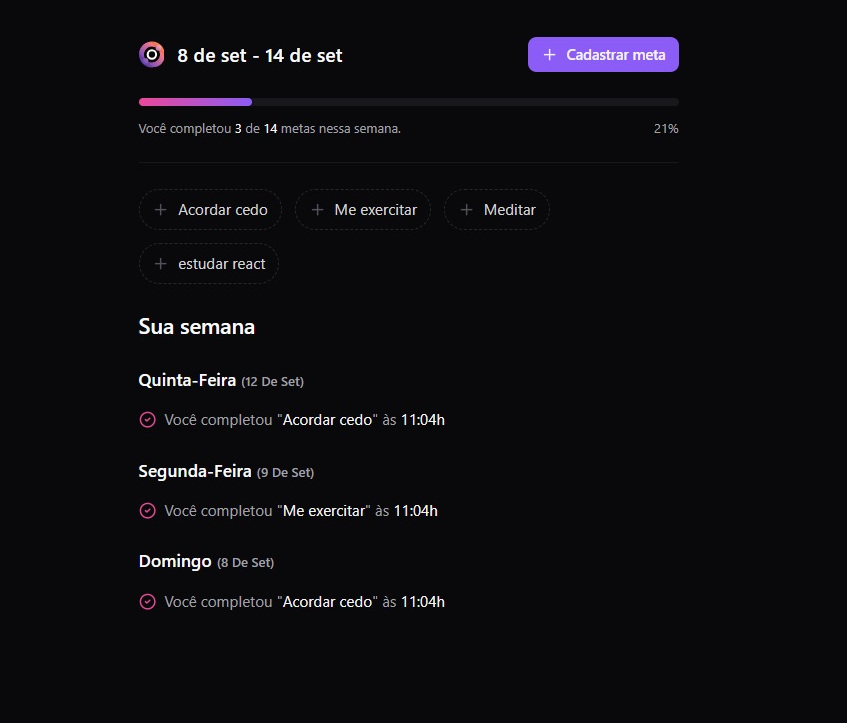 8 de set - 14 de set
Cadastrar meta
Você completou 3 de 14 metas nessa semana.
21%
Acordar cedo
Me exercitar
Meditar
estudar react
Sua semana
Quinta-Feira (12 De Set)
Você completou "Acordar cedo" às 11:04h
Segunda-Feira (9 De Set)
Você completou "Me exercitar" às 11:04h
Domingo (8 De Set)
Você completou "Acordar cedo" às 11:04h